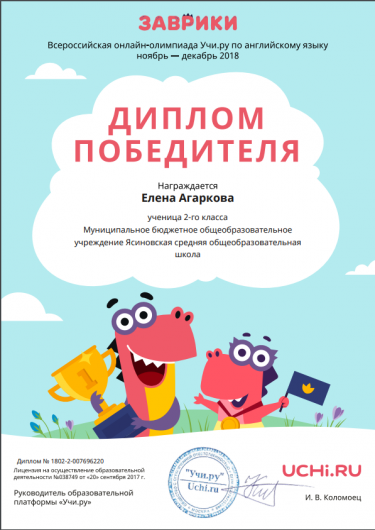 ЗАВРИКИ
Всероссийская онлайн-олимпиада Учи.ру по английскому языку
ноябрь — декабрь 2018
ДИПЛОМ
ПОБЕДИТЕЛЯ
Награждается
Елена Агаркова
ученица 2-го класса
Муниципальное бюджетное общеобразовательное
учреждение Ясиновская средняя общеобразовательная
школа
1
Диплом № 1802-2-007696220
Лицензия на осуществление образовательной
деятельности №038749 от «20» сентября 2017 г.
Руководитель образовательной
платформы «Учи.ру»
"Учи.ру"
Uchi.ru
UCHi.RU
И. В. Коломоец